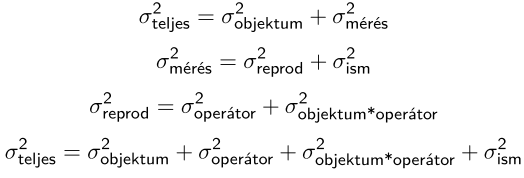 σ²teljes = σ²objektum + σ²mérés
σ²mérés = σ²reprod + σ²ism
σ²reprod = σ²operátor + σ²objektum*operátor
σ²teljes = σ²objektum + σ²operátor + σ²objektum*operátor + σ²ism